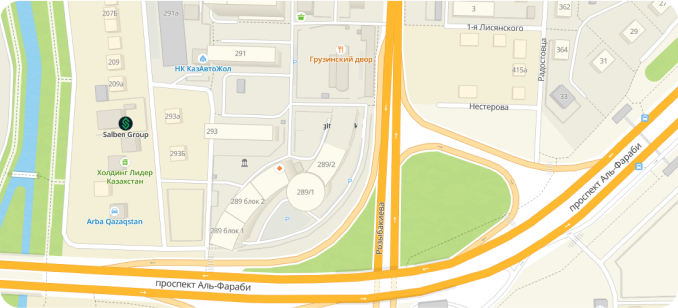 207Б
291а
3
1-я Лисянского
27
29
362
364
31
291
Грузинский двор
НК КазАвтоЖол
209
209а
415а
Радостовца
33
Нестерова
293а
Salben Group
293
293Б
289/2
Холдинг Лидер
Казахстан
289/1
289 блок 2
Arba Qazaqstan
289 блок 1
Розыбакиева
проспект Аль-Фараби
проспект Аль-Фараби